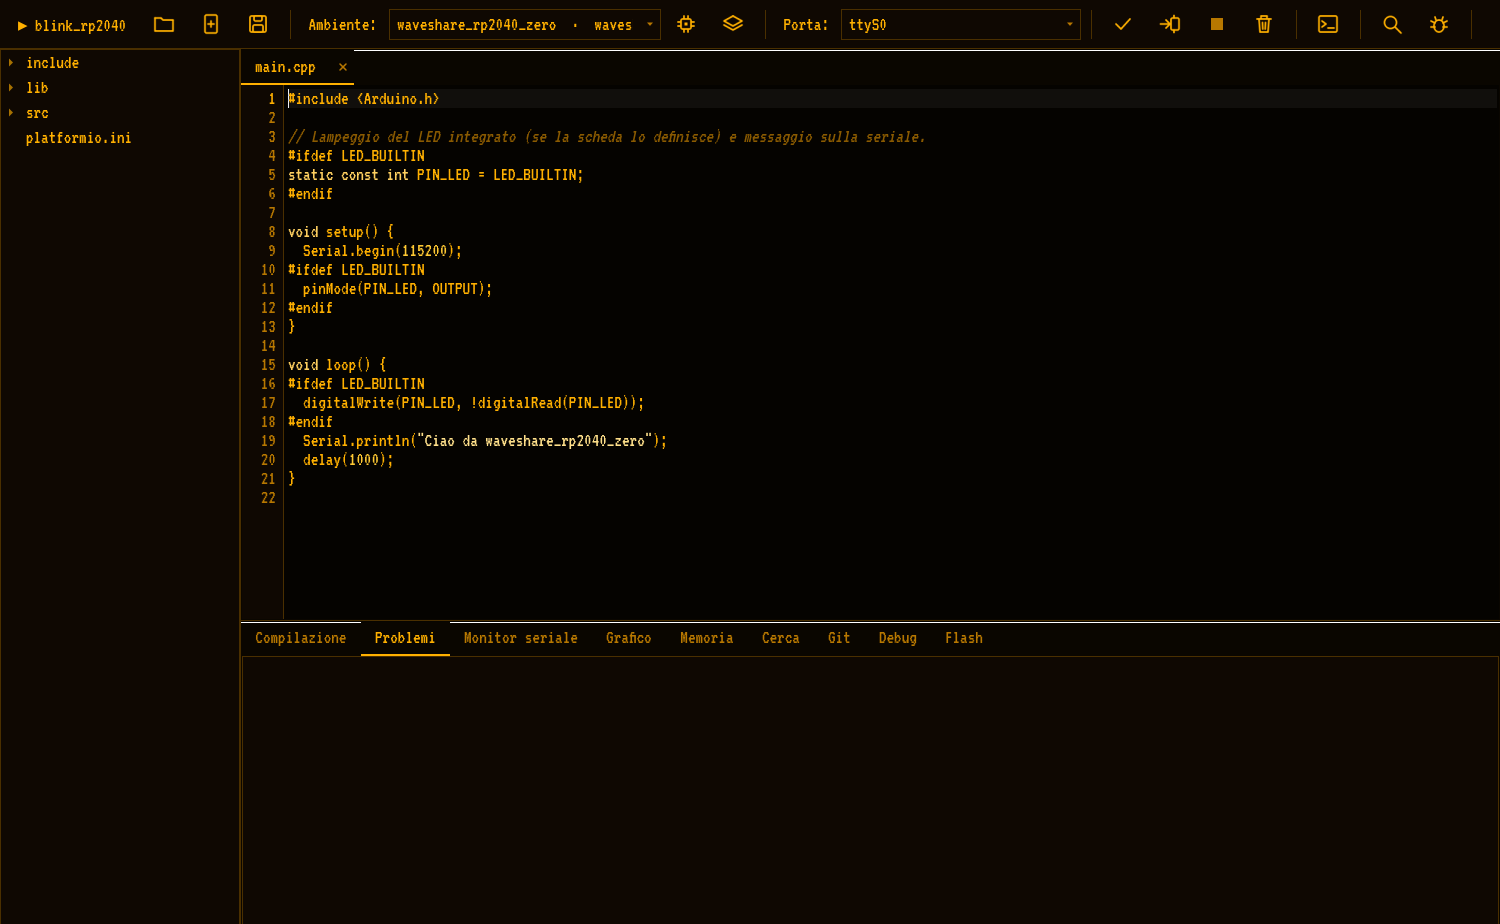 ▶ blink_rp2040
Ambiente:
waveshare_rp2040_zero · waves
Porta:
ttyS0
include
lib
src
platformio.ini
main.cpp ×
1 #include <Arduino.h>
2
3 // Lampeggio del LED integrato (se la scheda lo definisce) e messaggio sulla seriale.
4 #ifdef LED_BUILTIN
5 static const int PIN_LED = LED_BUILTIN;
6 #endif
7
8 void setup() {
9   Serial.begin(115200);
10 #ifdef LED_BUILTIN
11   pinMode(PIN_LED, OUTPUT);
12 #endif
13 }
14
15 void loop() {
16 #ifdef LED_BUILTIN
17   digitalWrite(PIN_LED, !digitalRead(PIN_LED));
18 #endif
19   Serial.println("Ciao da waveshare_rp2040_zero");
20   delay(1000);
21 }
22
Compilazione Problemi Monitor seriale Grafico Memoria Cerca Git Debug Flash